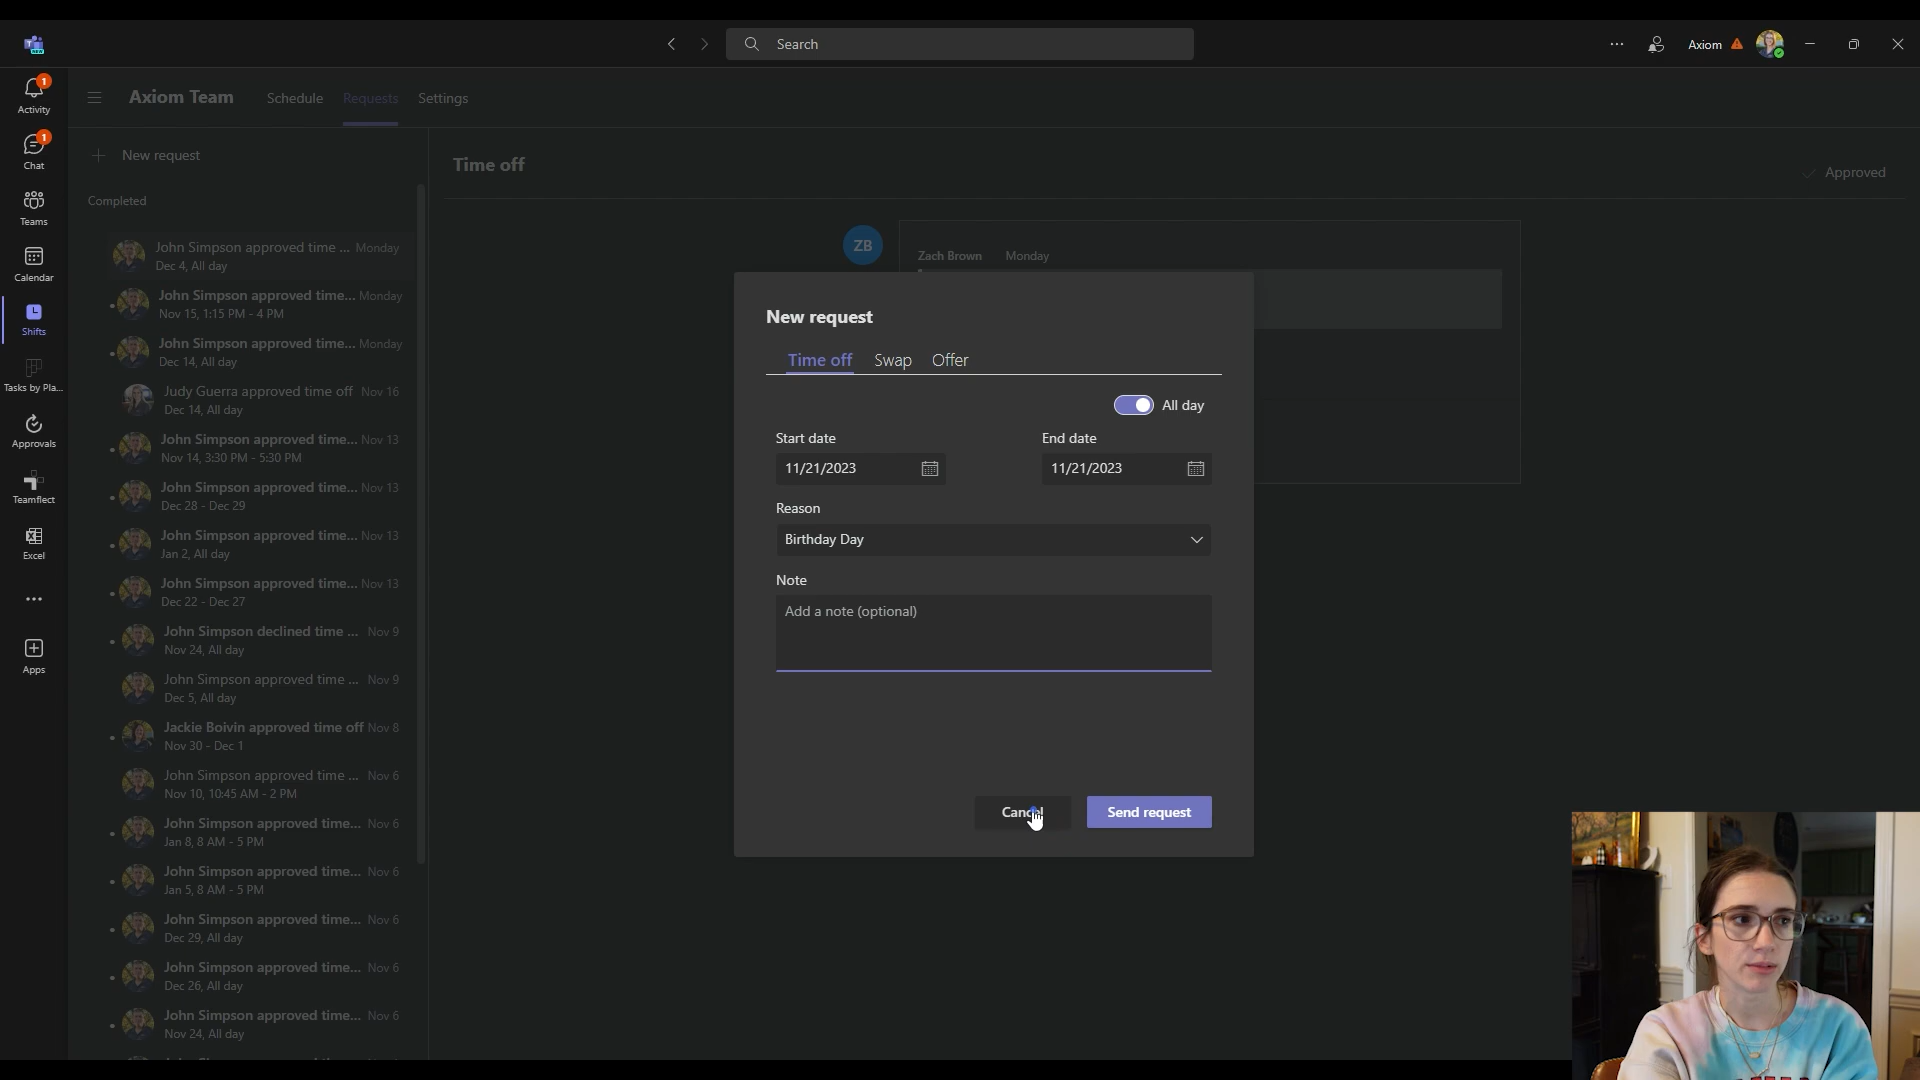 Search
Axiom
1
Activity
1
Chat
Teams
Calendar
Shifts
Tasks by Pla...
Approvals
Teamflect
Excel
Apps
Axiom Team
Schedule
Requests
Settings
New request
Completed
John Simpson approved time ... Monday
Dec 4, All day
John Simpson approved time... Monday
Nov 15, 1:15 PM - 4 PM
John Simpson approved time... Monday
Dec 14, All day
Judy Guerra approved time off Nov 16
Dec 14, All day
John Simpson approved time... Nov 13
Nov 14, 3:30 PM - 5:30 PM
John Simpson approved time... Nov 13
Dec 28 - Dec 29
John Simpson approved time... Nov 13
Jan 2, All day
John Simpson approved time... Nov 13
Dec 22 - Dec 27
John Simpson declined time ... Nov 9
Nov 24, All day
John Simpson approved time ... Nov 9
Dec 5, All day
Jackie Boivin approved time off Nov 8
Nov 30 - Dec 1
John Simpson approved time ... Nov 6
Nov 10, 10:45 AM - 2 PM
John Simpson approved time... Nov 6
Jan 8, 8 AM - 5 PM
John Simpson approved time... Nov 6
Jan 5, 8 AM - 5 PM
John Simpson approved time... Nov 6
Dec 29, All day
John Simpson approved time... Nov 6
Dec 26, All day
John Simpson approved time... Nov 6
Nov 24, All day
Time off
Approved
ZB
Zach Brown Monday
New request
Time off Swap Offer
All day
Start date End date
11/21/2023 11/21/2023
Reason
Birthday Day
Note
Add a note (optional)
Cancel Send request